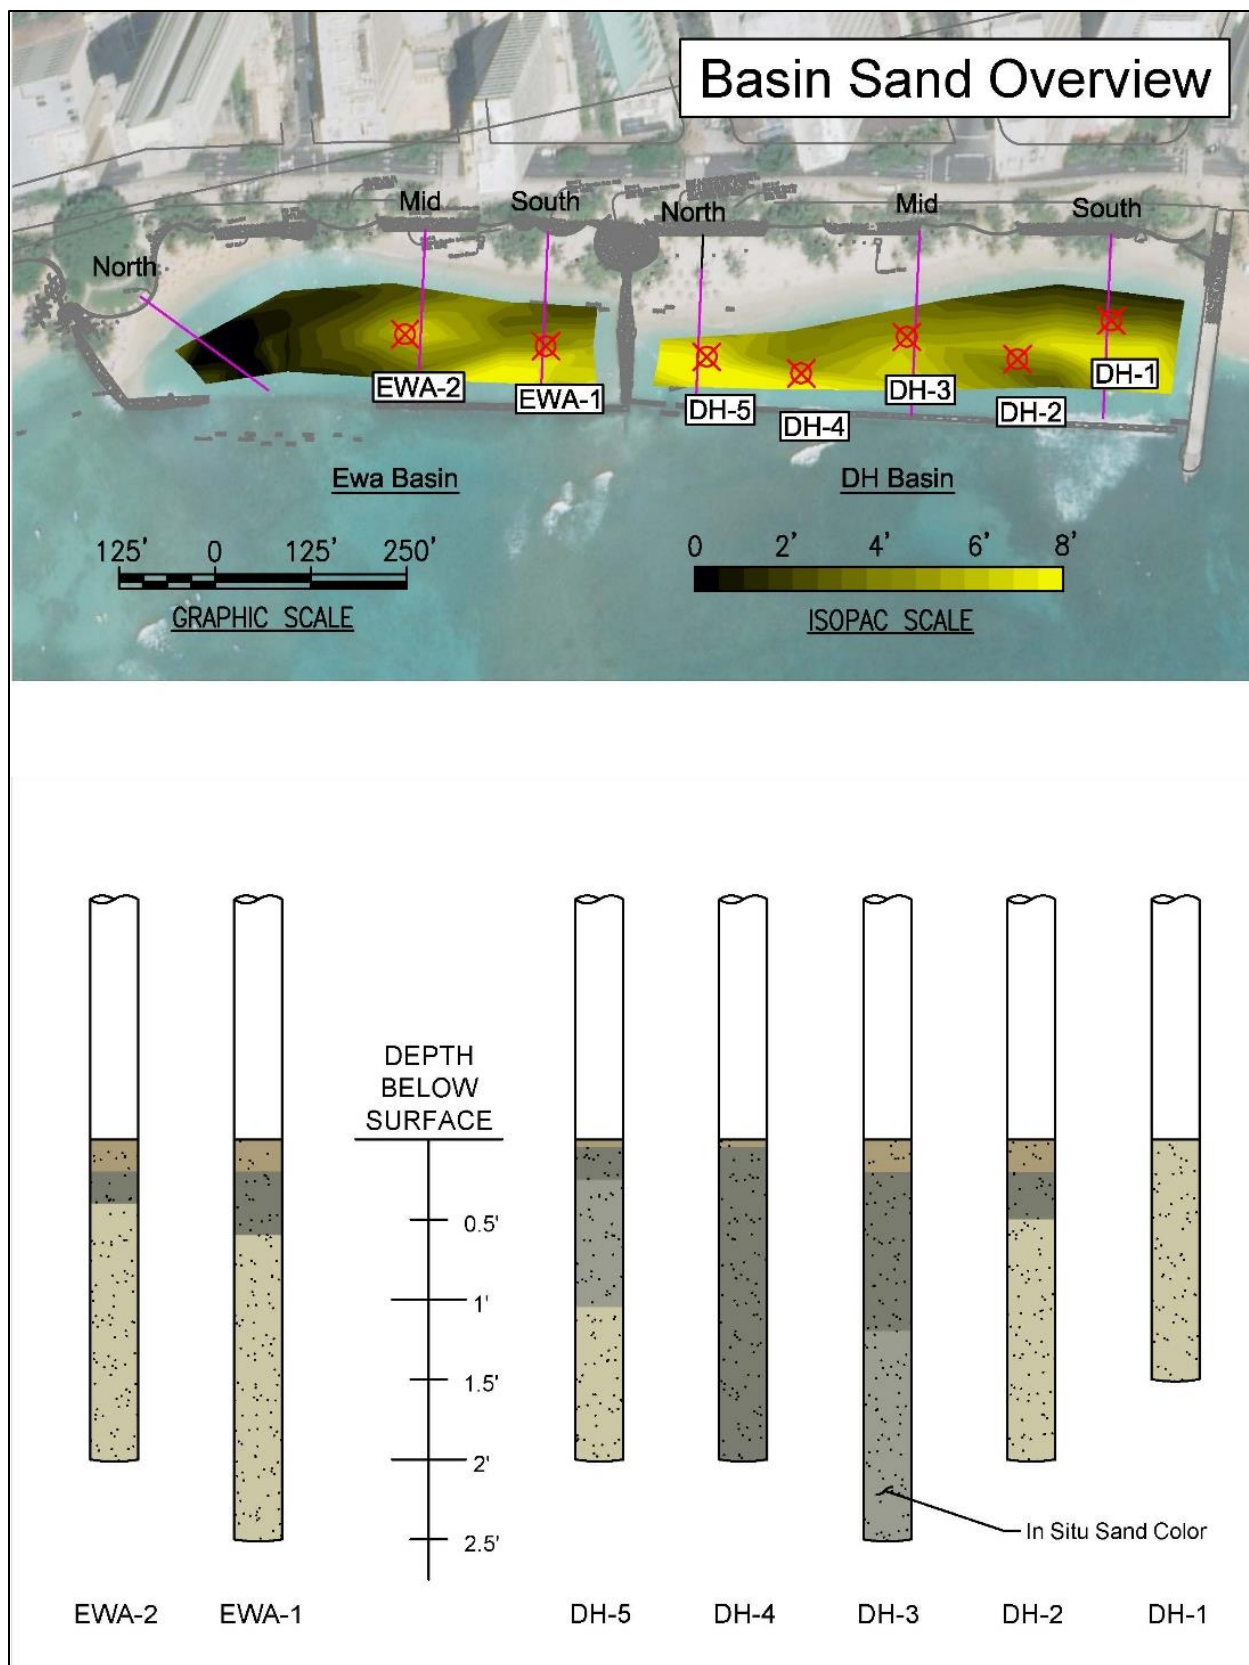 Basin Sand Overview
North
Mid
South
North
Mid
South
EWA-2
EWA-1
DH-5
DH-4
DH-3
DH-2
DH-1
Ewa Basin
DH Basin
125' 0 125' 250'
GRAPHIC SCALE
0 2' 4' 6' 8'
ISOPAC SCALE
DEPTH
BELOW
SURFACE
0.5'
1'
1.5'
2'
2.5'
In Situ Sand Color
EWA-2 EWA-1 DH-5 DH-4 DH-3 DH-2 DH-1